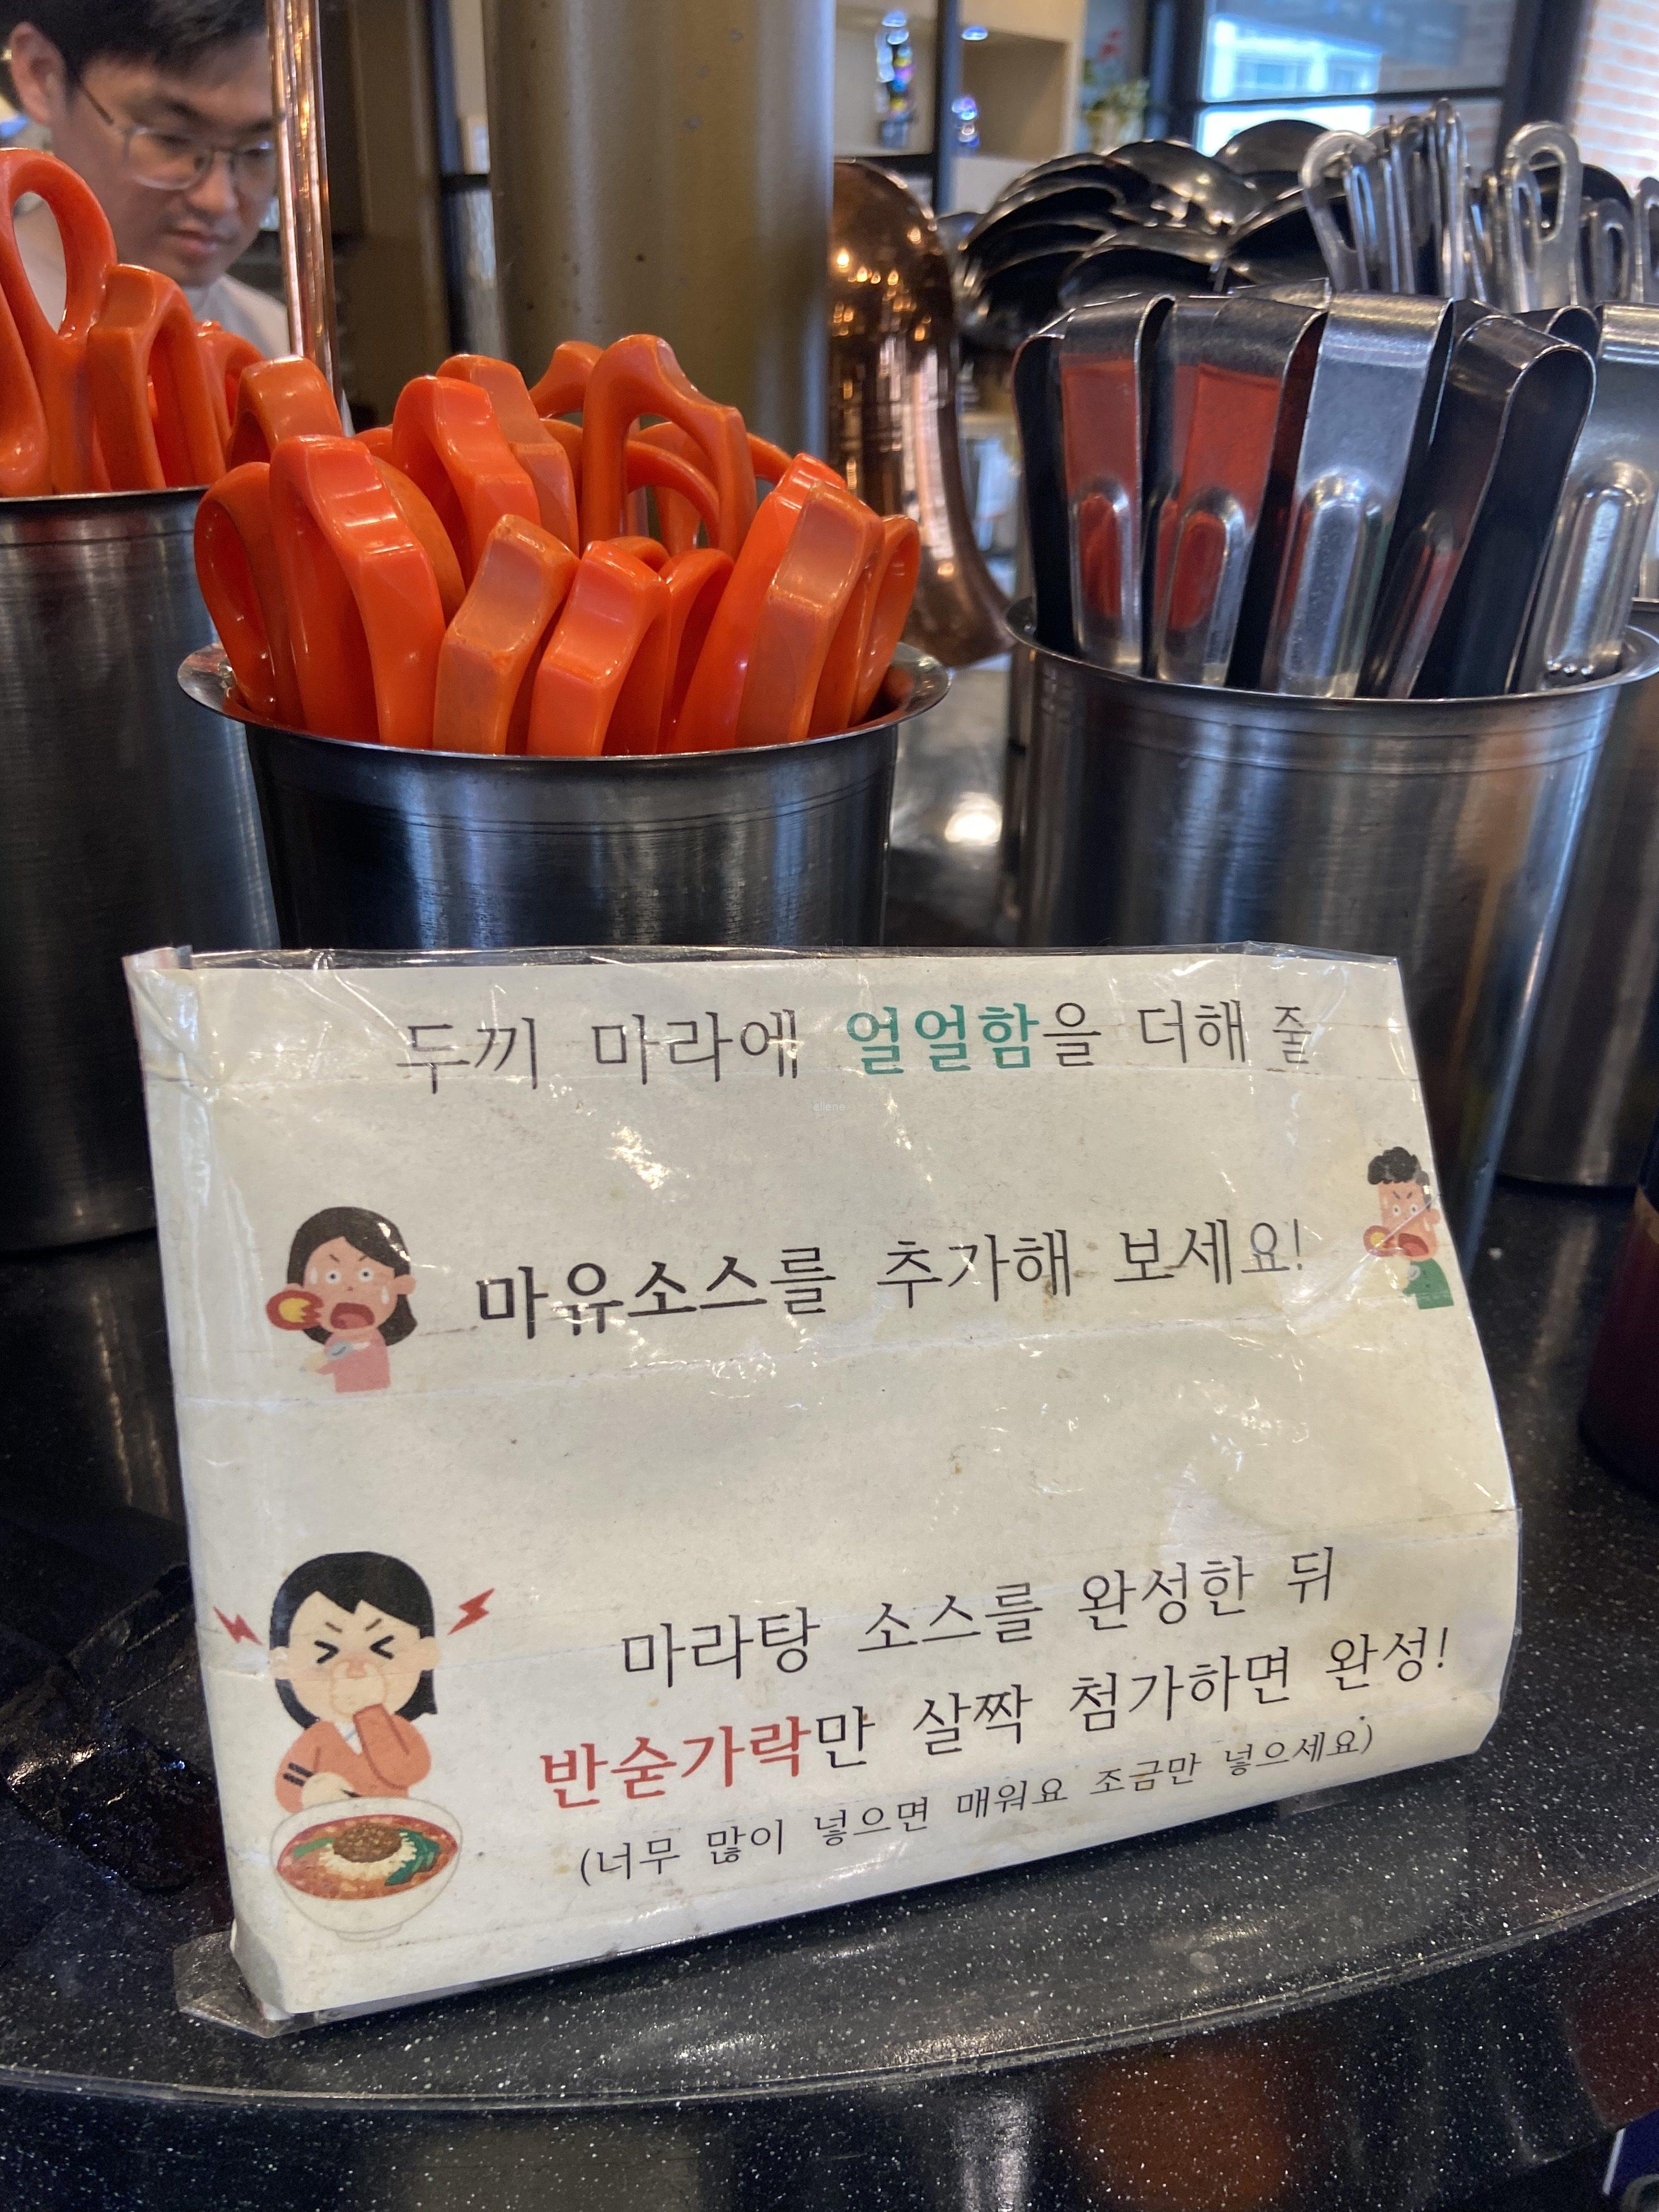 두끼 마라에 얼얼함을 더해 줄
마유소스를 추가해 보세요!
마라탕 소스를 완성한 뒤
반숟가락만 살짝 첨가하면 완성!
(너무 많이 넣으면 매워요 조금만 넣으세요)